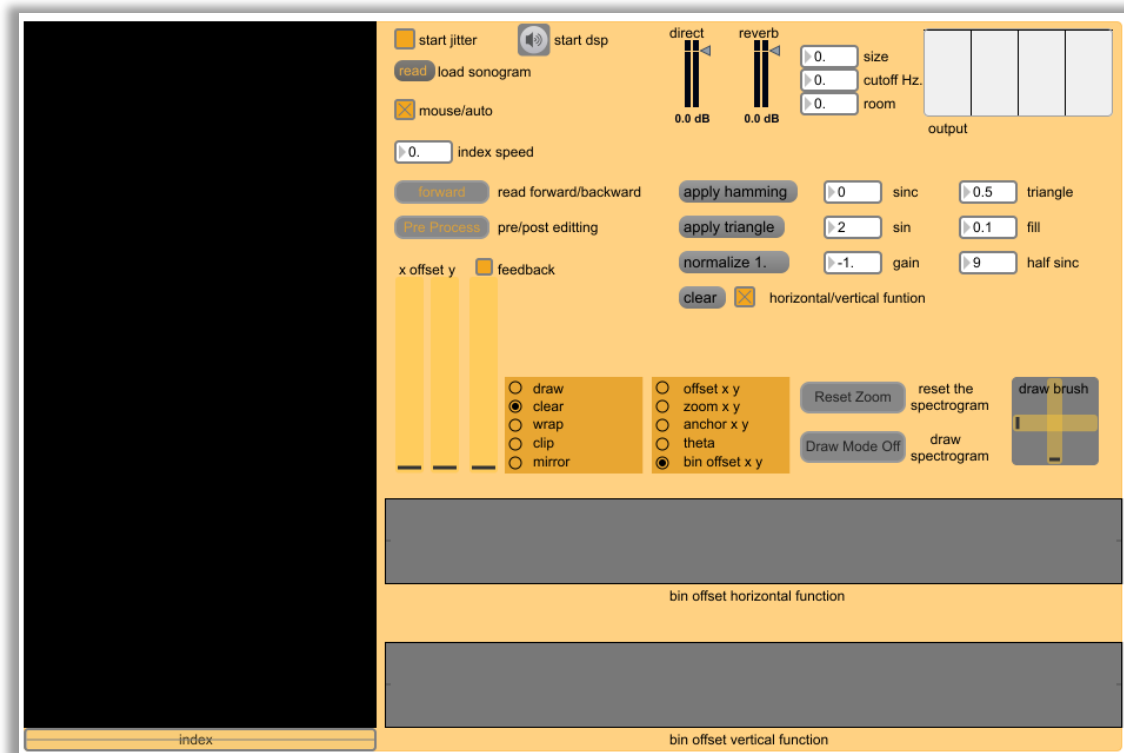 start jitter
start dsp
direct
reverb
read
load sonogram
0.
size
0.
cutoff Hz.
0.
room
mouse/auto
0.0 dB
0.0 dB
output
0.
index speed
forward
read forward/backward
apply hamming
0
sinc
0.5
triangle
Pre Process
pre/post editting
apply triangle
2
sin
0.1
fill
x offset y
feedback
normalize 1.
-1.
gain
9
half sinc
clear
horizontal/vertical funtion
draw
clear
wrap
clip
mirror
offset x y
zoom x y
anchor x y
theta
bin offset x y
Reset Zoom
reset the
spectrogram
Draw Mode Off
draw
spectrogram
draw brush
bin offset horizontal function
index
bin offset vertical function